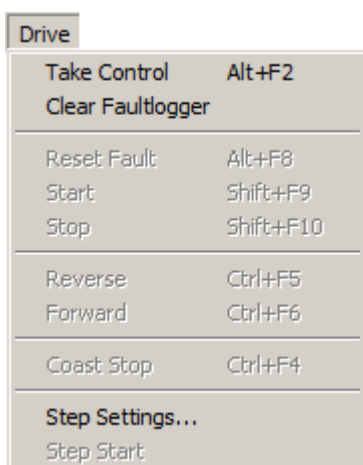 Drive
Take Control Alt+F2
Clear Faultlogger
Reset Fault Alt+F8
Start Shift+F9
Stop Shift+F10
Reverse Ctrl+F5
Forward Ctrl+F6
Coast Stop Ctrl+F4
Step Settings...
Step Start